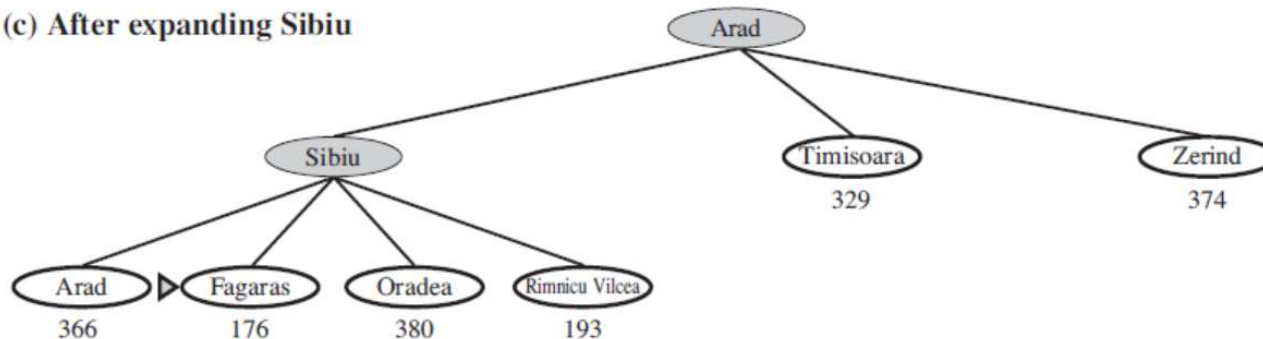 (c) After expanding Sibiu
Arad
Sibiu
Timisoara
Zerind
329
374
Arad
Fagaras
Oradea
Rimnicu Vilcea
366
176
380
193